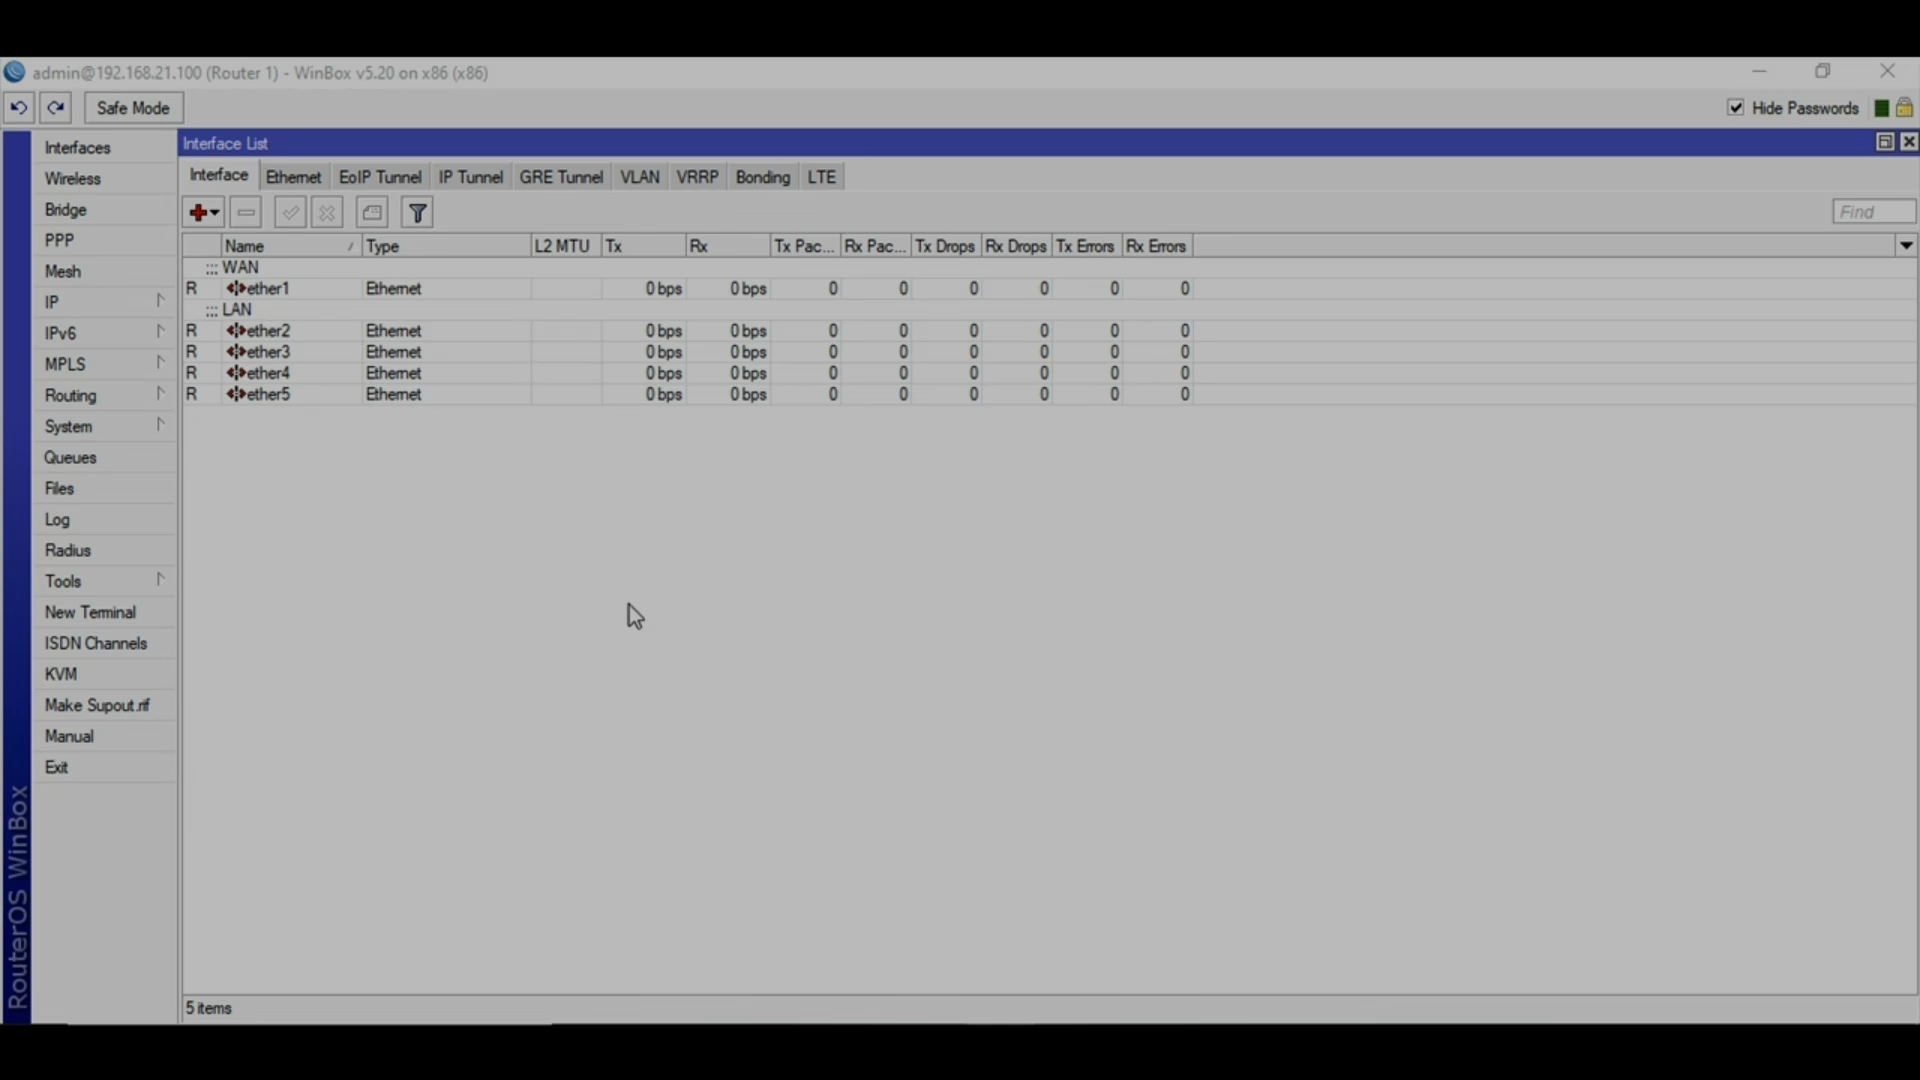 admin@192.168.21.100 (Router 1) - WinBox v5.20 on x86 (x86)
Safe Mode
Hide Passwords
Interfaces
Wireless
Bridge
PPP
Mesh
IP
IPv6
MPLS
Routing
System
Queues
Files
Log
Radius
Tools
New Terminal
ISDN Channels
KVM
Make Supout.rif
Manual
Exit
RouterOS WinBox
Interface List
Interface Ethernet EoIP Tunnel IP Tunnel GRE Tunnel VLAN VRRP Bonding LTE
Find
Name / Type L2 MTU Tx Rx Tx Pac... Rx Pac... Tx Drops Rx Drops Tx Errors Rx Errors
::: WAN
R ether1 Ethernet 0 bps 0 bps 0 0 0 0 0 0
::: LAN
R ether2 Ethernet 0 bps 0 bps 0 0 0 0 0 0
R ether3 Ethernet 0 bps 0 bps 0 0 0 0 0 0
R ether4 Ethernet 0 bps 0 bps 0 0 0 0 0 0
R ether5 Ethernet 0 bps 0 bps 0 0 0 0 0 0
5 items